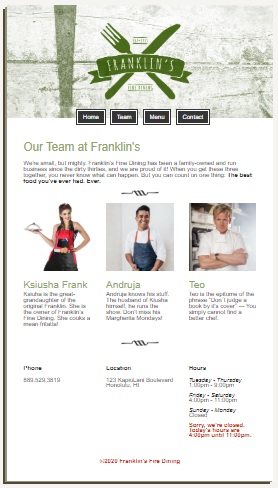 EST. 1972
FRANKLIN'S
FINE DINING
Home
Team
Menu
Contact
Our Team at Franklin's
We're small, but mighty. Franklin's Fine Dining has been a family-owned and run
business since the dirty thirties, and we are proud of it! When you get these three
together, you never know what can happen. But you can count on one thing: The best
food you've ever had. Ever.
Ksiusha Frank
Ksiuha is the great-
grandaughter of the
original Franklin. She is
the owner of Franklin's
Fine Dining. She cooks a
mean fritalla!
Andruja
Andruja knows his stuff.
The husband of Kiusha
himself, he runs the
show. Don't miss his
Margherita Mondays!
Teo
Teo is the epitome of the
phrase "Don't judge a
book by it's cover" — You
simply cannot find a
better chef.
Phone
889.529.3819
Location
123 KapioLani Boulevard
Honolulu, HI
Hours
Tuesday - Thursday
1:00pm - 9:00pm
Friday - Saturday
4:00pm - 11:00pm
Sunday - Monday
Closed
Sorry, we're closed.
Today's hours are
4:00pm until 11:00pm.
©2020 Franklin's Fire Dining